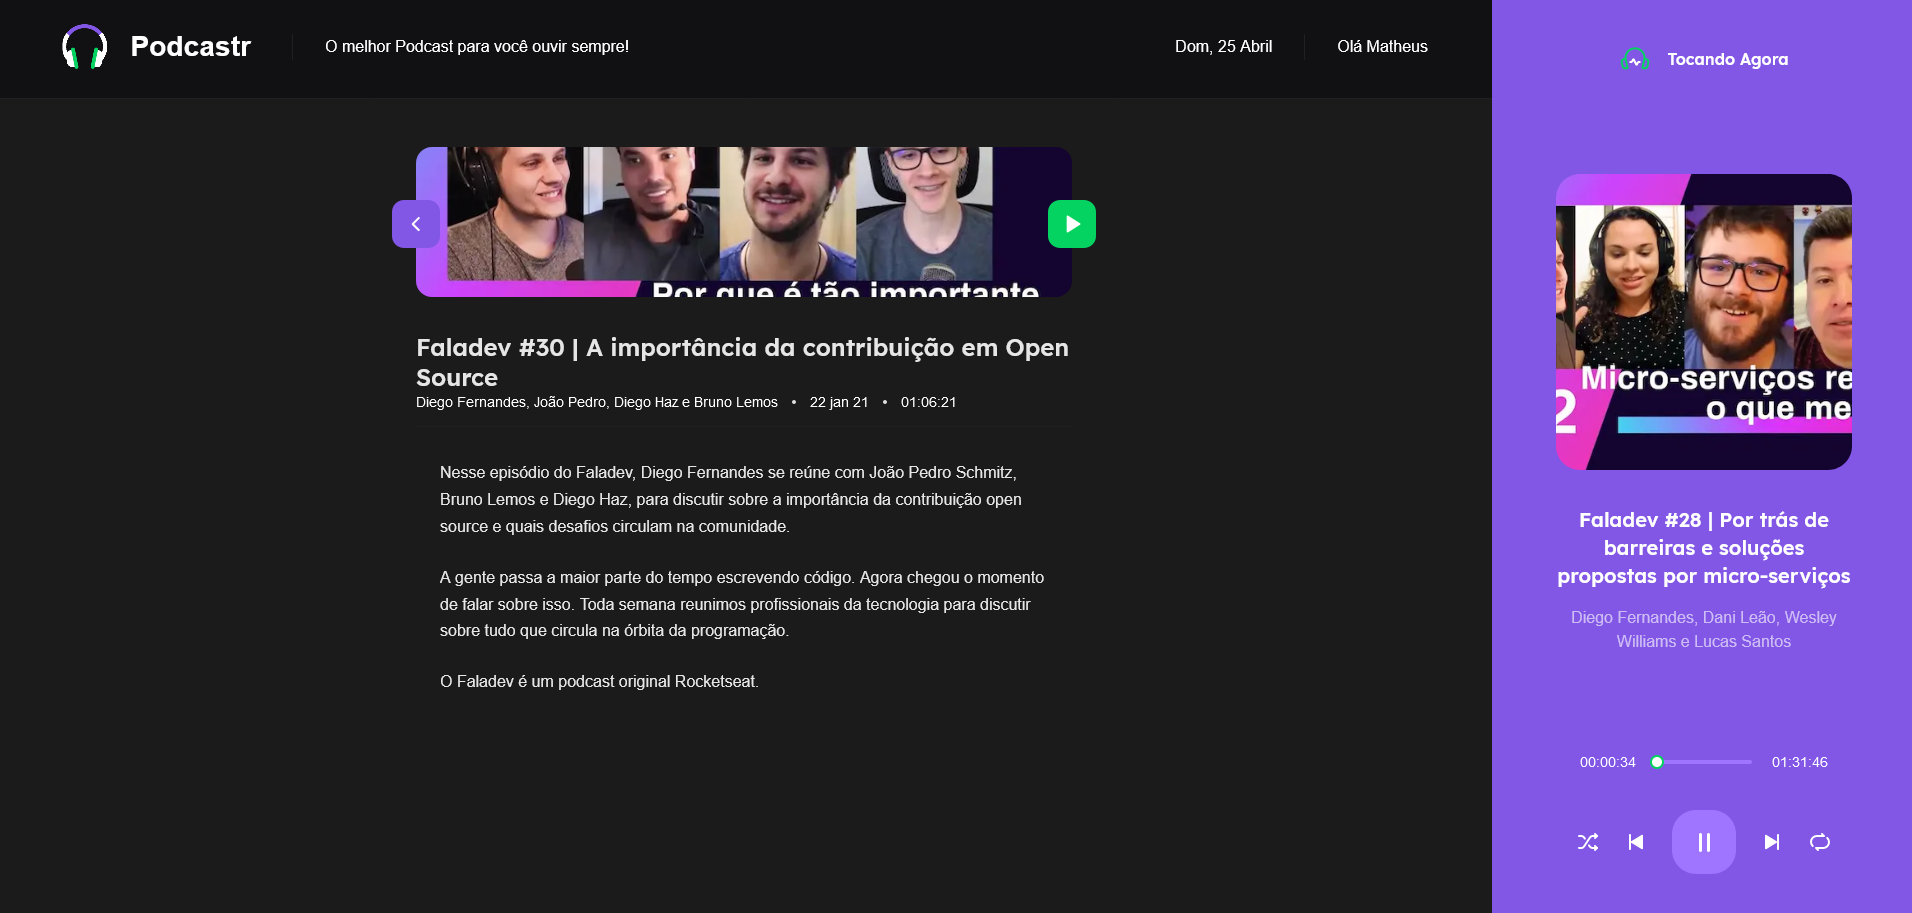 Podcastr
O melhor Podcast para você ouvir sempre!
Dom, 25 Abril
Olá Matheus
Por que é tão importante
Faladev #30 | A importância da contribuição em Open
Source
Diego Fernandes, João Pedro, Diego Haz e Bruno Lemos • 22 jan 21 • 01:06:21
Nesse episódio do Faladev, Diego Fernandes se reúne com João Pedro Schmitz,
Bruno Lemos e Diego Haz, para discutir sobre a importância da contribuição open
source e quais desafios circulam na comunidade.
A gente passa a maior parte do tempo escrevendo código. Agora chegou o momento
de falar sobre isso. Toda semana reunimos profissionais da tecnologia para discutir
sobre tudo que circula na órbita da programação.
O Faladev é um podcast original Rocketseat.
Tocando Agora
Micro-serviços re
o que me
2
Faladev #28 | Por trás de
barreiras e soluções
propostas por micro-serviços
Diego Fernandes, Dani Leão, Wesley
Williams e Lucas Santos
00:00:34
01:31:46